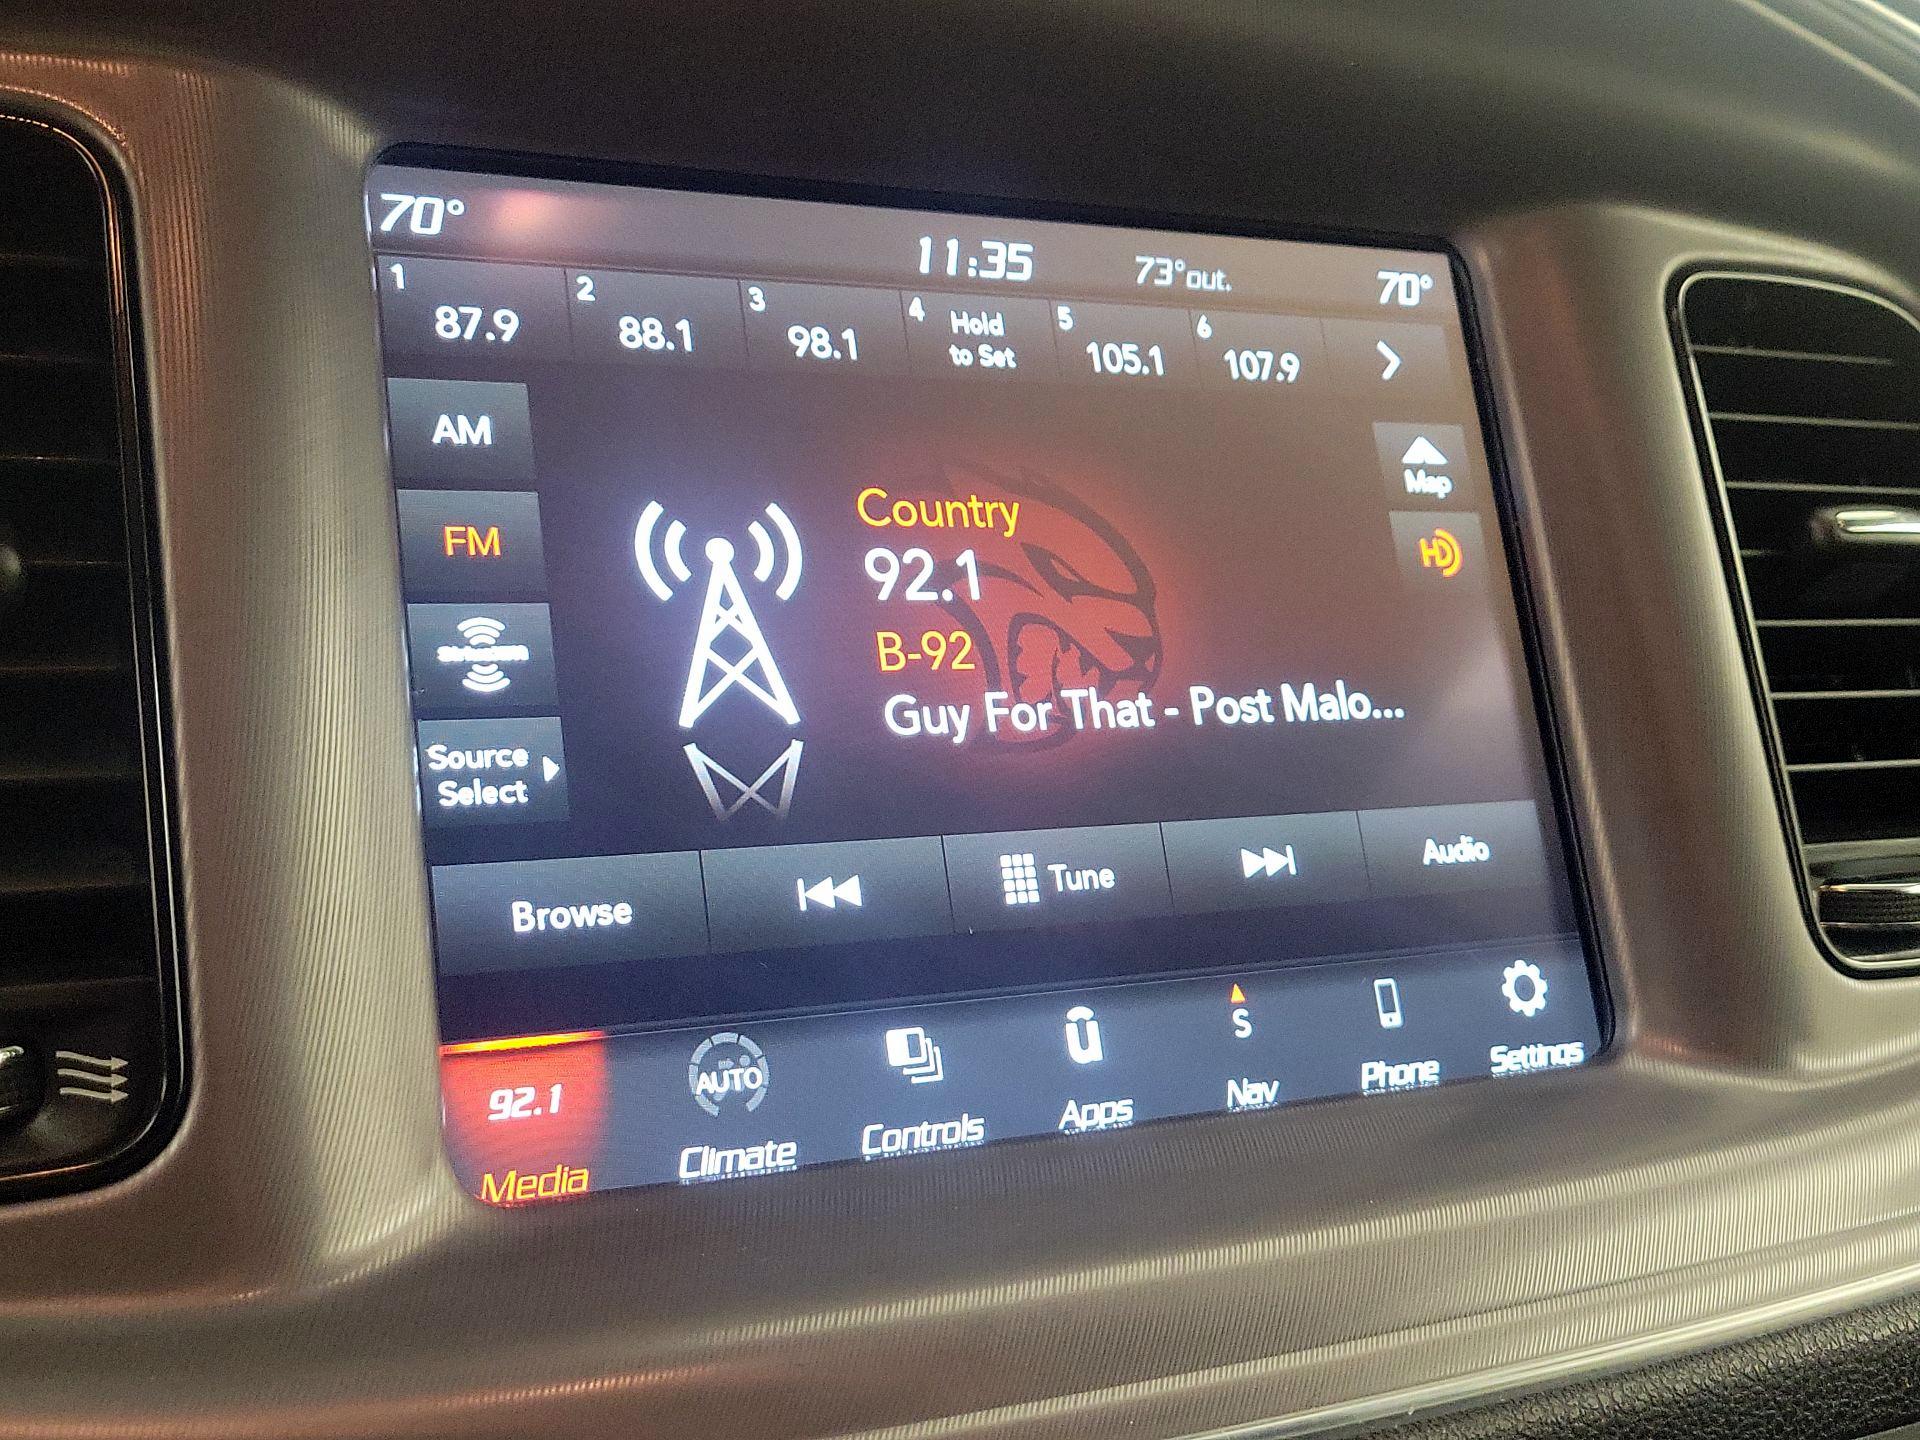 70°
11:35
73°out.
70°
1
87.9
2
88.1
3
98.1
4
Hold
to Set
5
105.1
6
107.9
AM
FM
Source
Select
Country
92.1
B-92
Guy For That - Post Malo...
Map
HD
Browse
Tune
Audio
92.1
Media
AUTO
Climate
Controls
u
Apps
S
Nav
Phone
Settings